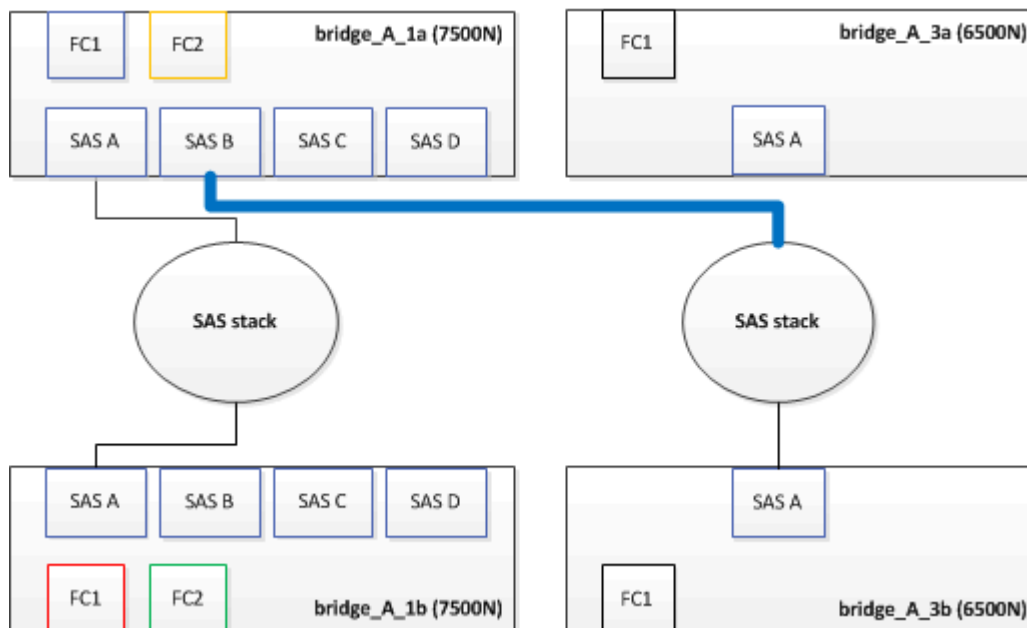 bridge_A_1a (7500N)
FC1
FC2
SAS A
SAS B
SAS C
SAS D
bridge_A_3a (6500N)
FC1
SAS A
SAS stack
SAS stack
SAS A
SAS B
SAS C
SAS D
FC1
FC2
bridge_A_1b (7500N)
SAS A
FC1
bridge_A_3b (6500N)